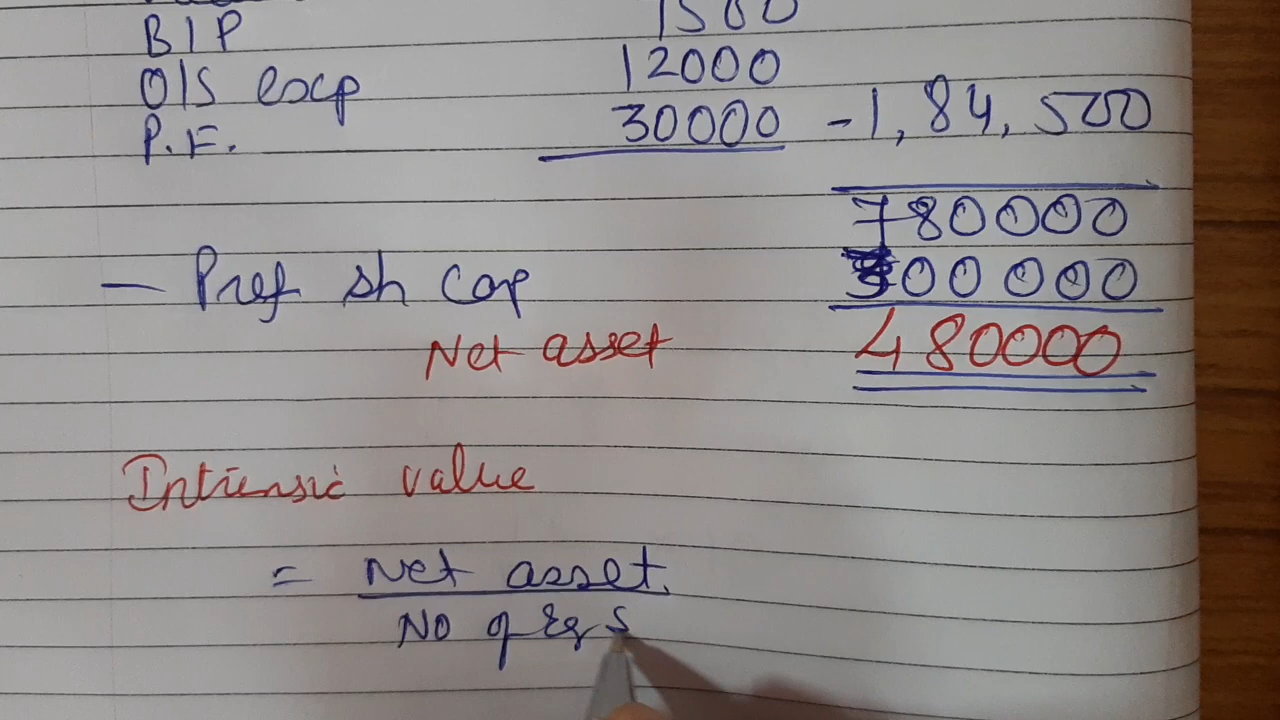 B/P 1500
O/S exp 12000
P.F. 30000 - 1,84,500
780000
- Pref sh cap 300000
Net asset 480000
Intrinsic value
= Net asset.
No of Eq S